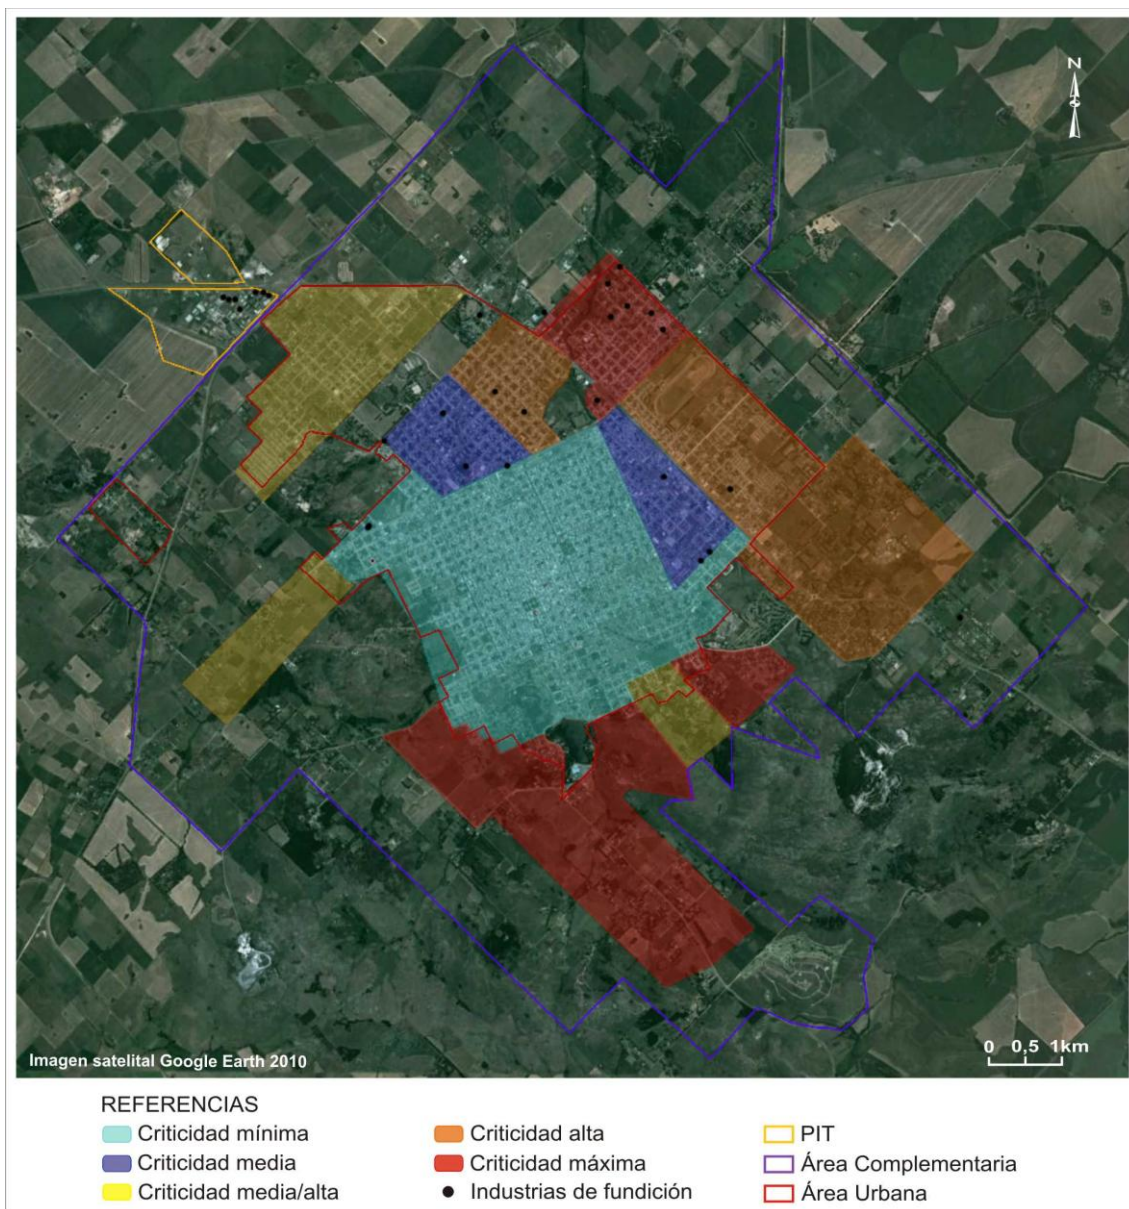 N
Imagen satelital Google Earth 2010
0 0,5 1km
REFERENCIAS
Criticidad mínima
Criticidad media
Criticidad media/alta
Criticidad alta
Criticidad máxima
Industrias de fundición
PIT
Área Complementaria
Área Urbana